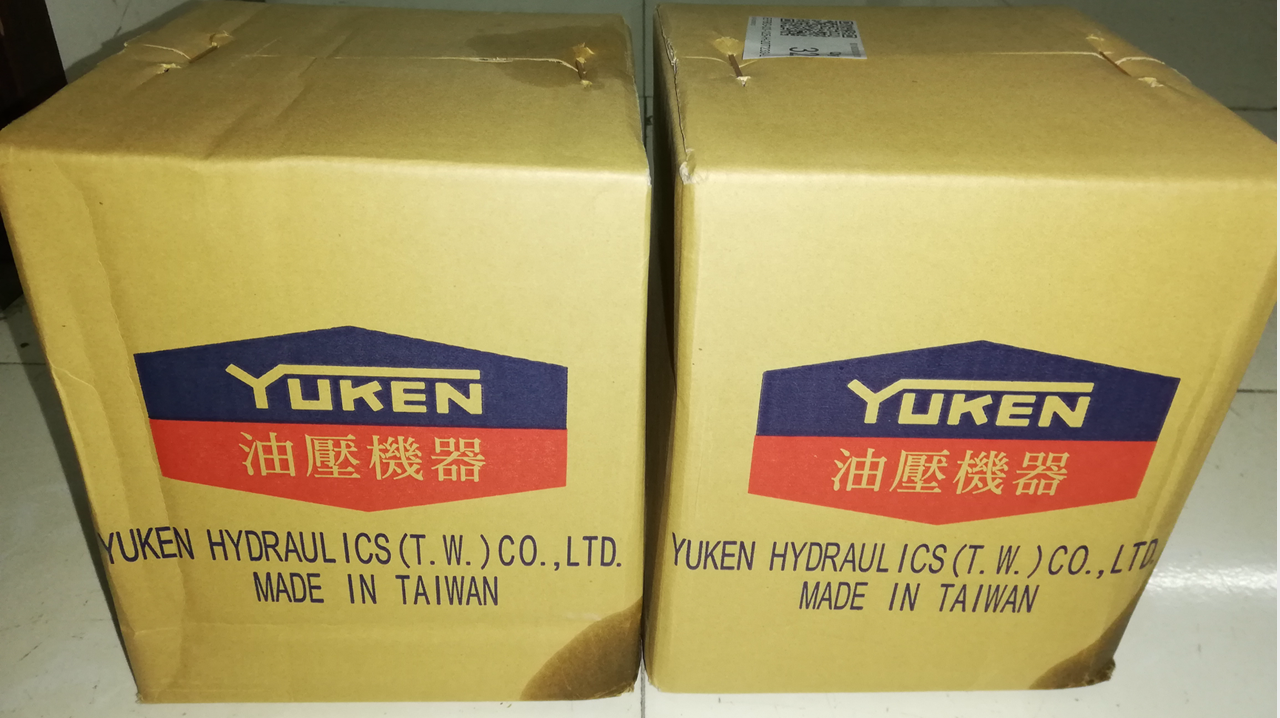 YUKEN
油壓機器
YUKEN HYDRAULICS(T.W.)CO.,LTD.
MADE IN TAIWAN
YUKEN
油壓機器
YUKEN HYDRAULICS(T.W.)CO.,LTD.
MADE IN TAIWAN